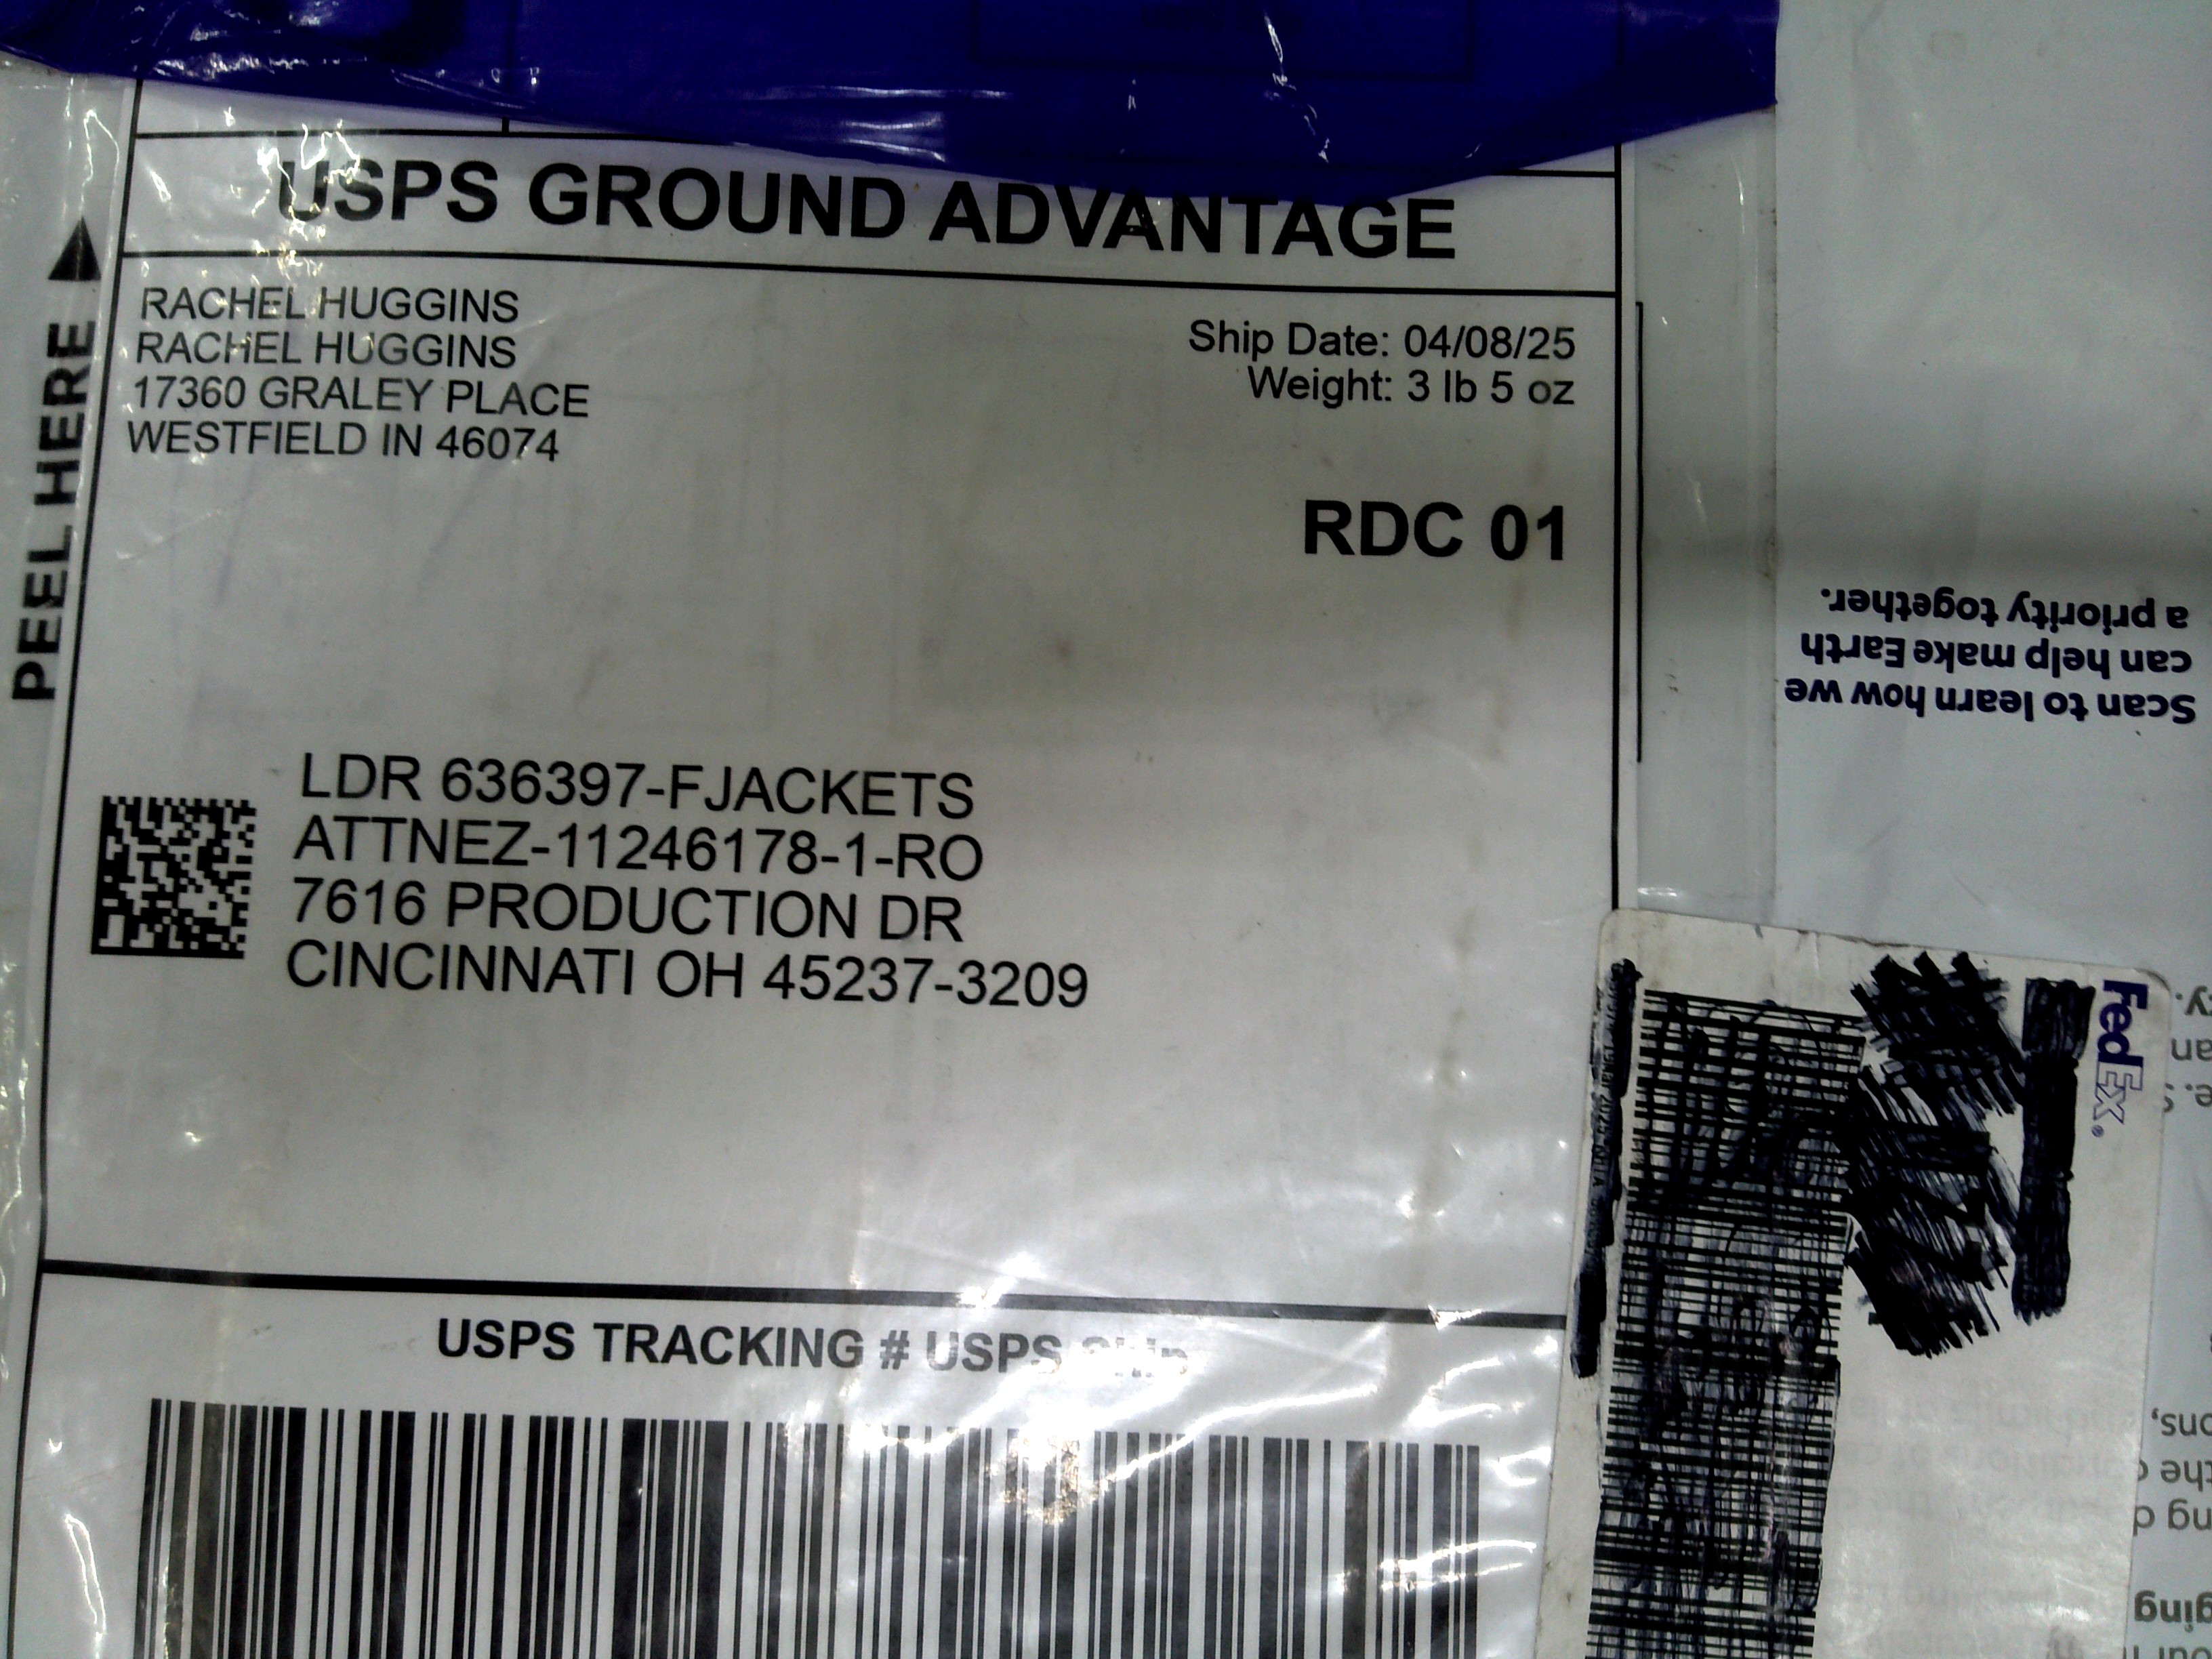 USPS GROUND ADVANTAGE
PEEL HERE
RACHEL HUGGINS
RACHEL HUGGINS
17360 GRALEY PLACE
WESTFIELD IN 46074
Ship Date: 04/08/25
Weight: 3 lb 5 oz
RDC 01
LDR 636397-FJACKETS
ATTNEZ-11246178-1-RO
7616 PRODUCTION DR
CINCINNATI OH 45237-3209
USPS TRACKING # USPS Ship
Scan to learn how we
can help make Earth
a priority together.
FedEx®